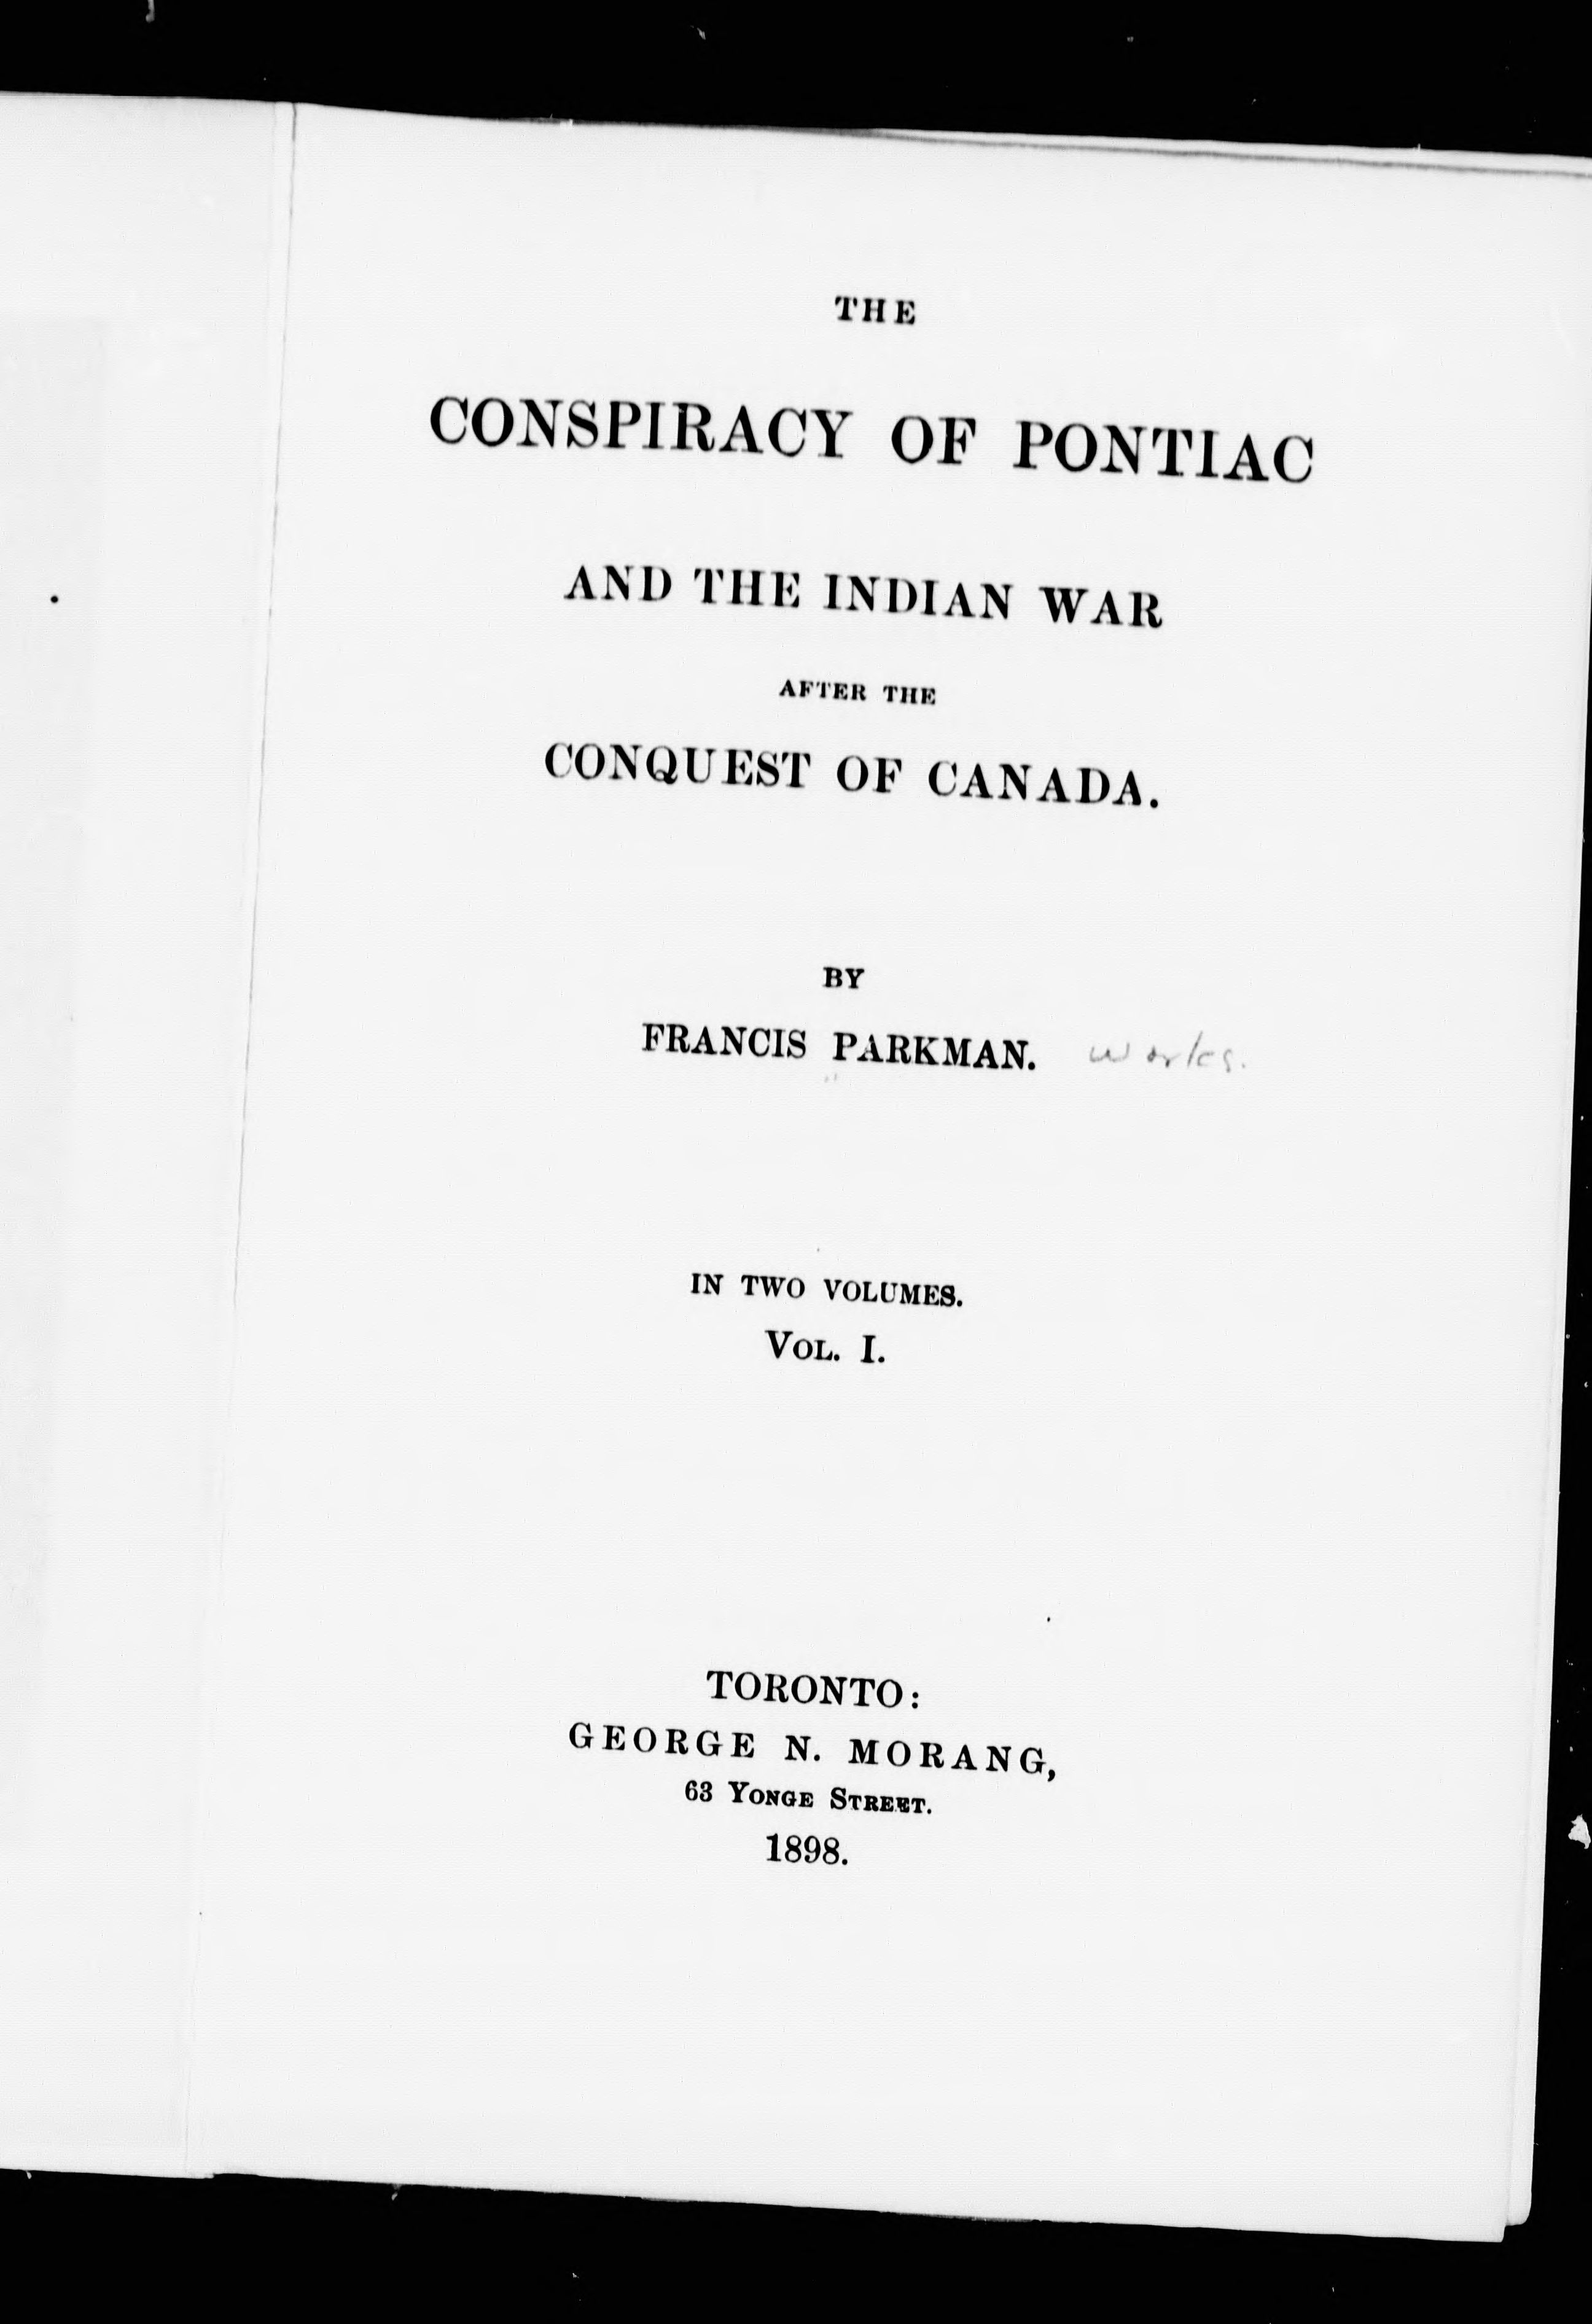 THE
CONSPIRACY OF PONTIAC
AND THE INDIAN WAR
AFTER THE
CONQUEST OF CANADA.
BY
FRANCIS PARKMAN. works.
IN TWO VOLUMES.
VOL. I.
TORONTO:
GEORGE N. MORANG,
63 YONGE STREET.
1898.